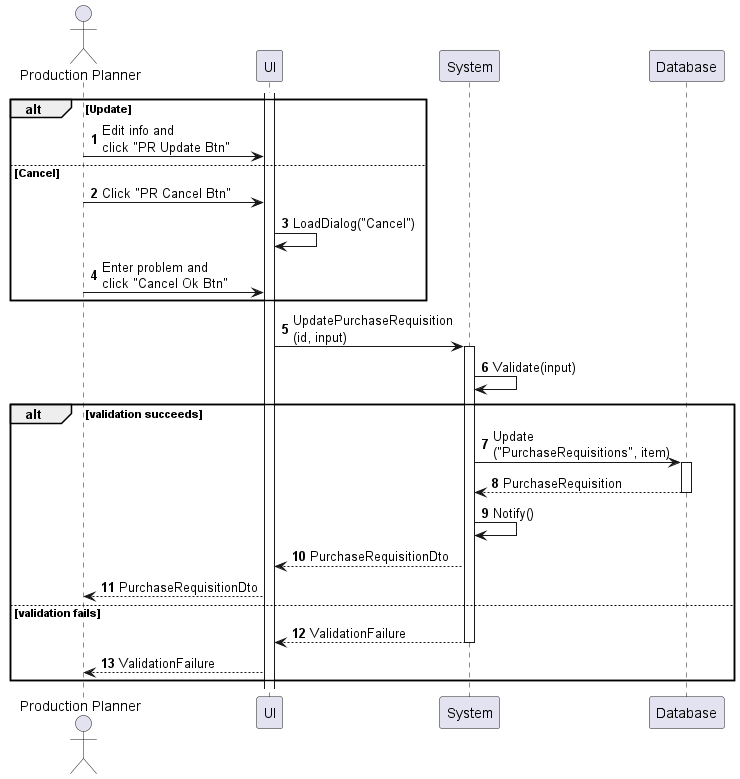 Production Planner
UI
System
Database
alt
[Update]
1 Edit info and
click "PR Update Btn"
[Cancel]
2 Click "PR Cancel Btn"
3 LoadDialog("Cancel")
4 Enter problem and
click "Cancel Ok Btn"
5 UpdatePurchaseRequisition
(id, input)
6 Validate(input)
alt
[validation succeeds]
7 Update
("PurchaseRequisitions", item)
8 PurchaseRequisition
9 Notify()
10 PurchaseRequisitionDto
11 PurchaseRequisitionDto
[validation fails]
12 ValidationFailure
13 ValidationFailure
Production Planner
UI
System
Database